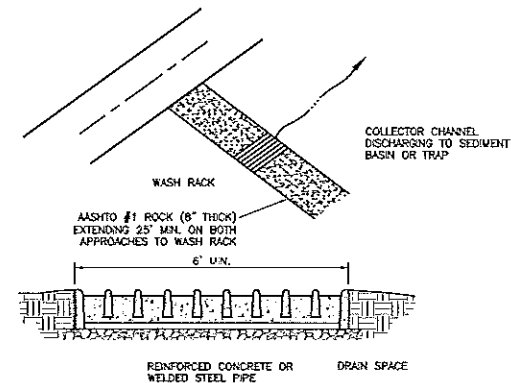 COLLECTOR CHANNEL
DISCHARGING TO SEDIMENT
BASIN OR TRAP
WASH RACK
AASHTO #1 ROCK (8" THICK)
EXTENDING 25' MIN. ON BOTH
APPROACHES TO WASH RACK
6' MIN.
REINFORCED CONCRETE OR
WELDED STEEL PIPE
DRAIN SPACE